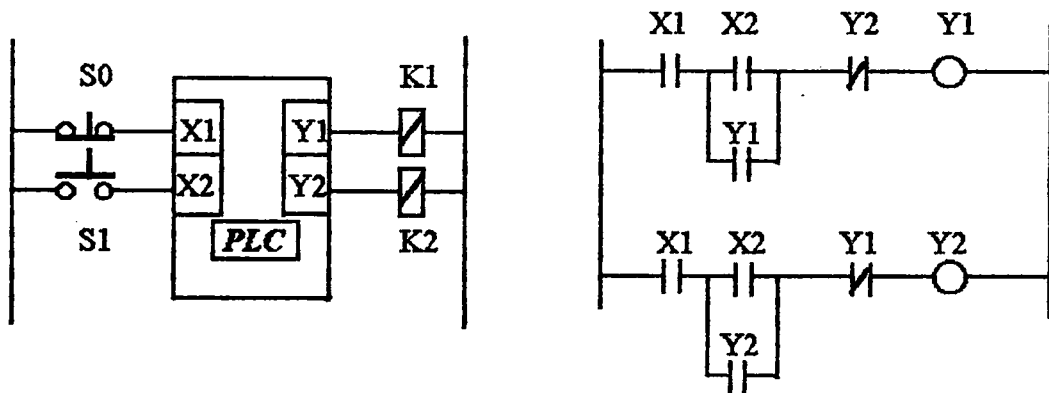 S0 K1
X1 Y1
X2 Y2
S1 PLC K2
X1 X2 Y2 Y1
Y1
X1 X2 Y1 Y2
Y2